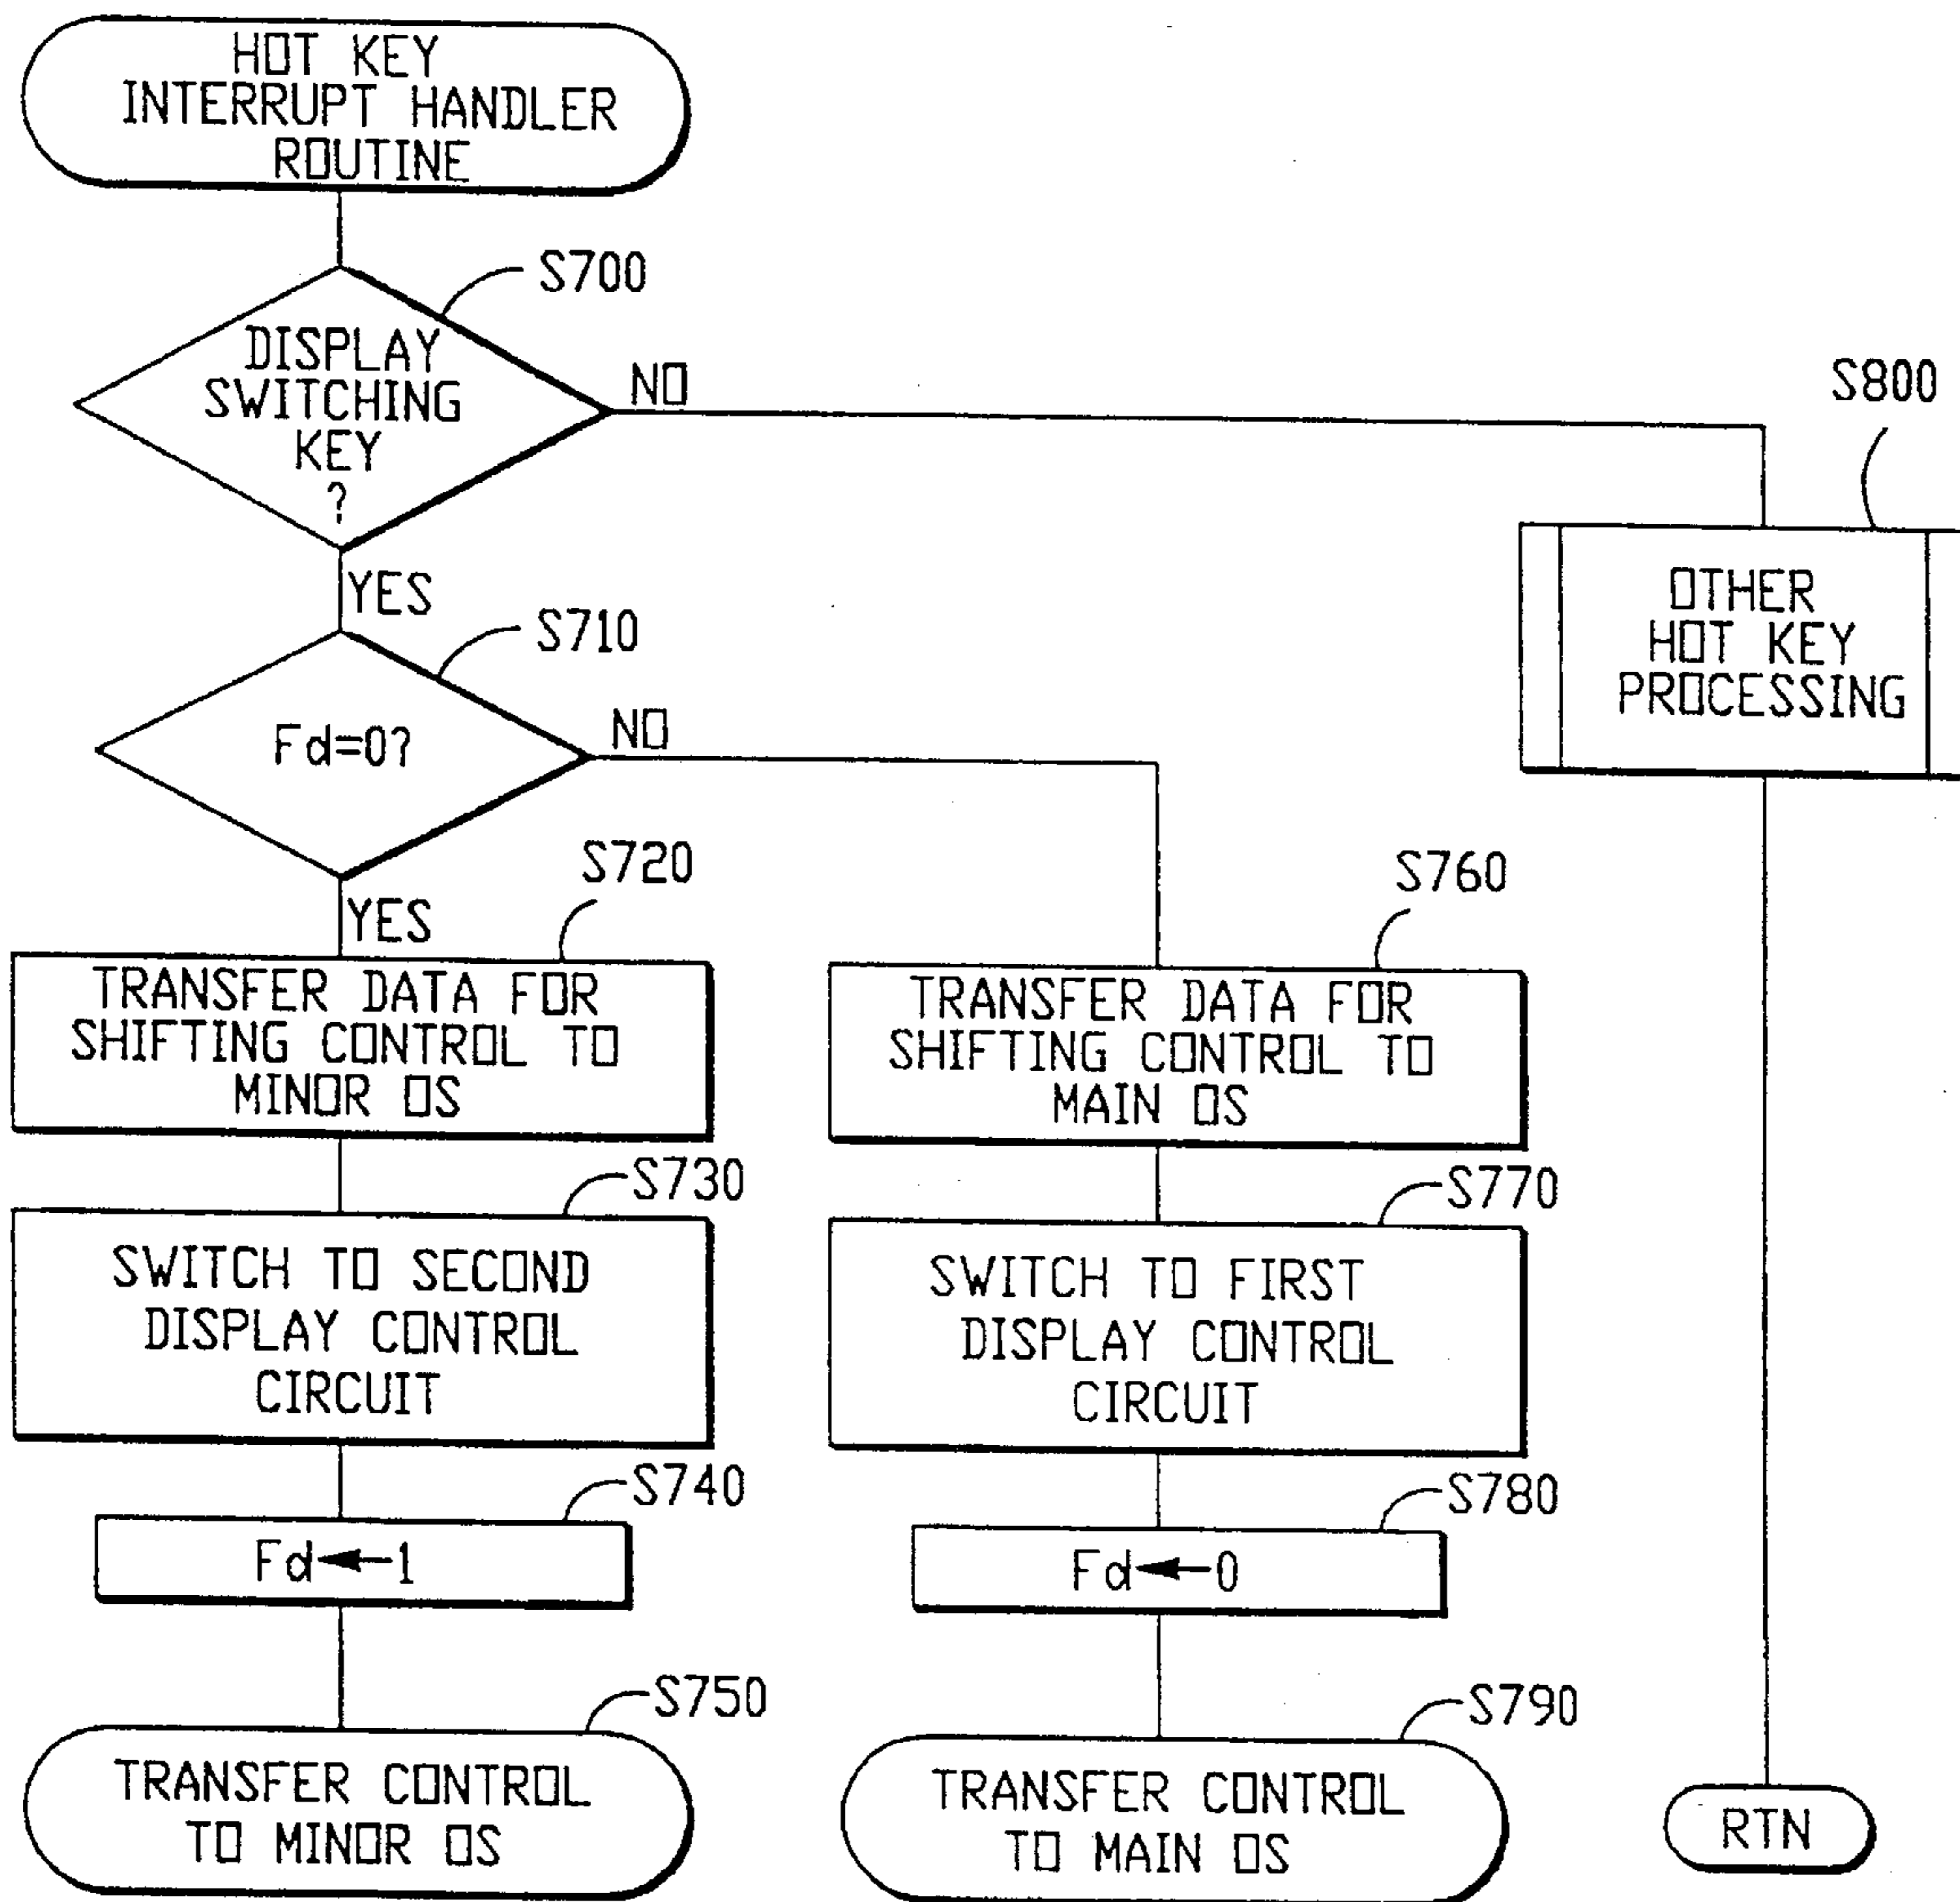 HOT KEY
INTERRUPT HANDLER
ROUTINE
S700
DISPLAY
SWITCHING
KEY
?
NO
YES
S800
OTHER
HOT KEY
PROCESSING
S710
Fd=0?
NO
YES
S720
TRANSFER DATA FOR
SHIFTING CONTROL TO
MINOR OS
S760
TRANSFER DATA FOR
SHIFTING CONTROL TO
MAIN OS
S730
SWITCH TO SECOND
DISPLAY CONTROL
CIRCUIT
S770
SWITCH TO FIRST
DISPLAY CONTROL
CIRCUIT
S740
Fd←1
S780
Fd←0
S750
TRANSFER CONTROL
TO MINOR OS
S790
TRANSFER CONTROL
TO MAIN OS
RTN